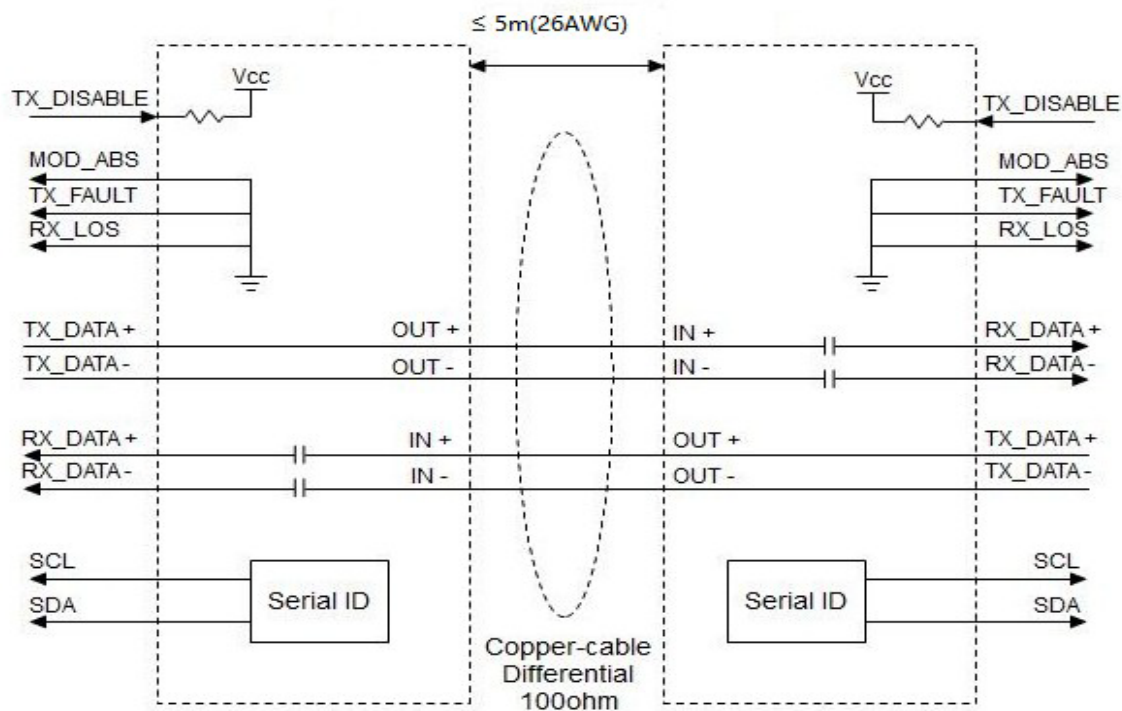 ≤ 5m(26AWG)
Vcc
Vcc
TX_DISABLE
TX_DISABLE
MOD_ABS
MOD_ABS
TX_FAULT
TX_FAULT
RX_LOS
RX_LOS
TX_DATA+
OUT +
IN +
RX_DATA+
TX_DATA-
OUT -
IN -
RX_DATA-
RX_DATA+
IN +
OUT +
TX_DATA+
RX_DATA-
IN -
OUT -
TX_DATA-
SCL
SCL
Serial ID
Serial ID
SDA
SDA
Copper-cable
Differential
100ohm